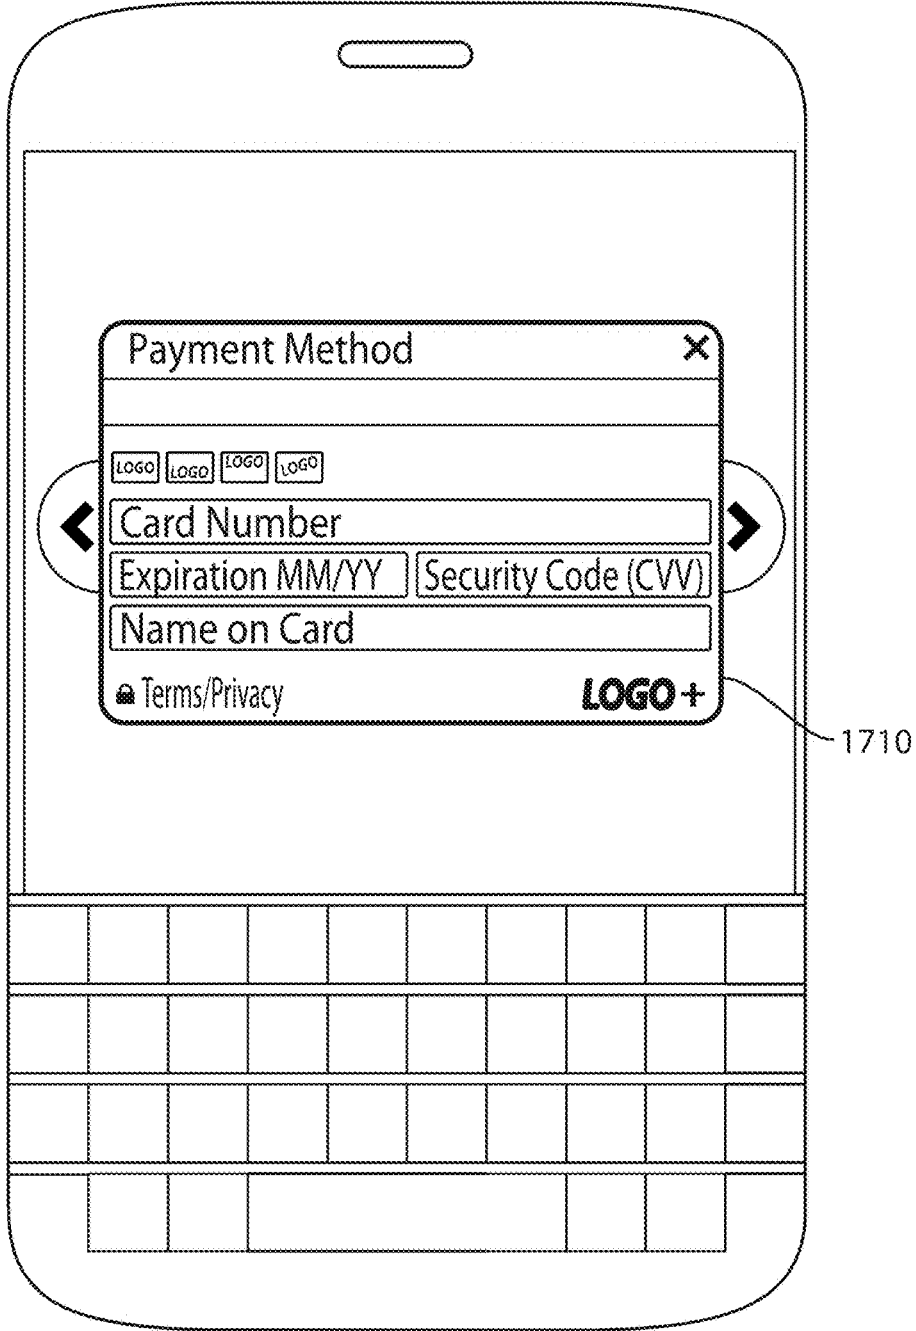 Payment Method ×
LOGO LOGO LOGO LOGO
Card Number
Expiration MM/YY Security Code (CVV)
Name on Card
Terms/Privacy LOGO+
1710